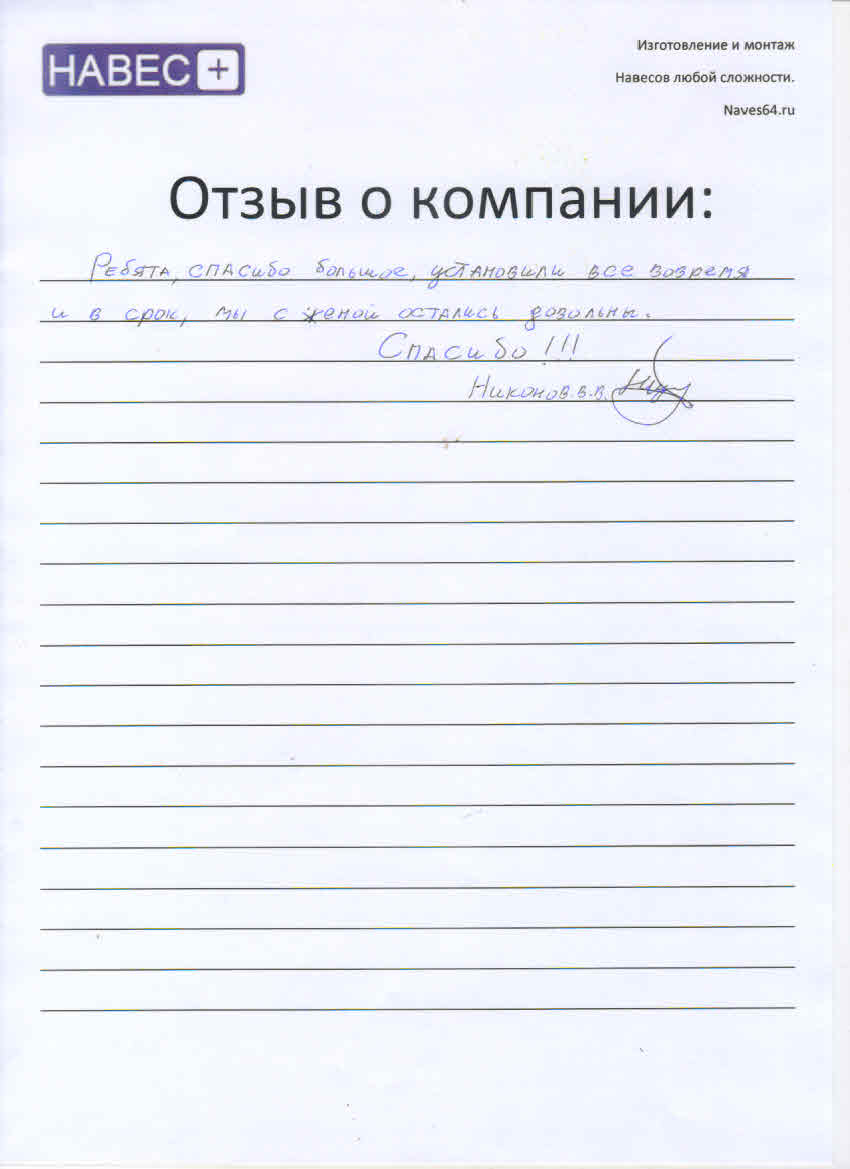 НАВЕС +
Изготовление и монтаж
Навесов любой сложности.
Naves64.ru
Отзыв о компании:
Ребята, спасибо большое, установили все вовремя
и в срок, мы с женой остались довольны.
Спасибо!!!
Никонов.В.В.